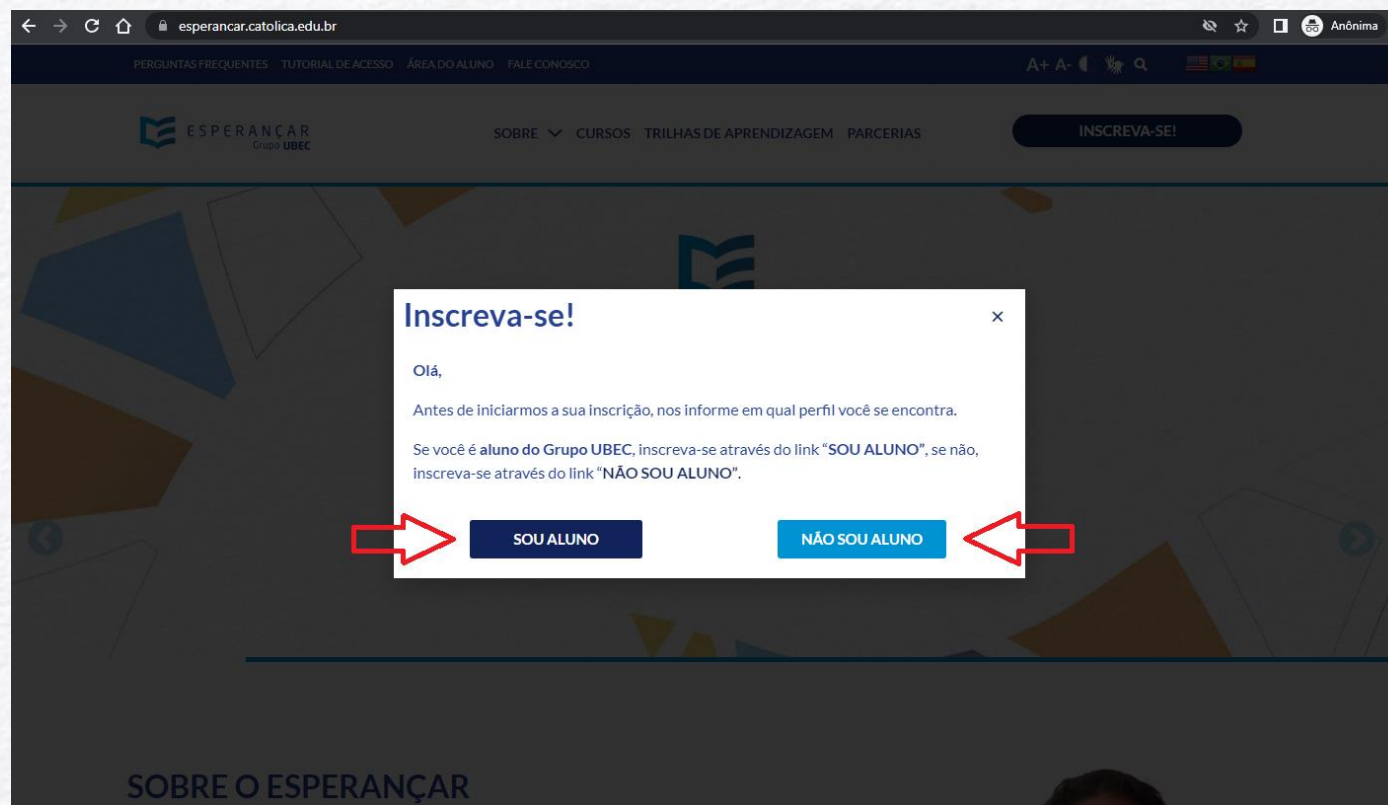 esperancar.catolica.edu.br
Anônima
PERGUNTAS FREQUENTES TUTORIAL DE ACESSO ÁREA DO ALUNO FALE CONOSCO
A+ A-
ESPERANÇAR
Grupo UBEC
SOBRE CURSOS TRILHAS DE APRENDIZAGEM PARCERIAS
INSCREVA-SE!
Inscreva-se!
×
Olá,
Antes de iniciarmos a sua inscrição, nos informe em qual perfil você se encontra.
Se você é aluno do Grupo UBEC, inscreva-se através do link “SOU ALUNO”, se não,
inscreva-se através do link “NÃO SOU ALUNO”.
SOU ALUNO
NÃO SOU ALUNO
SOBRE O ESPERANÇAR